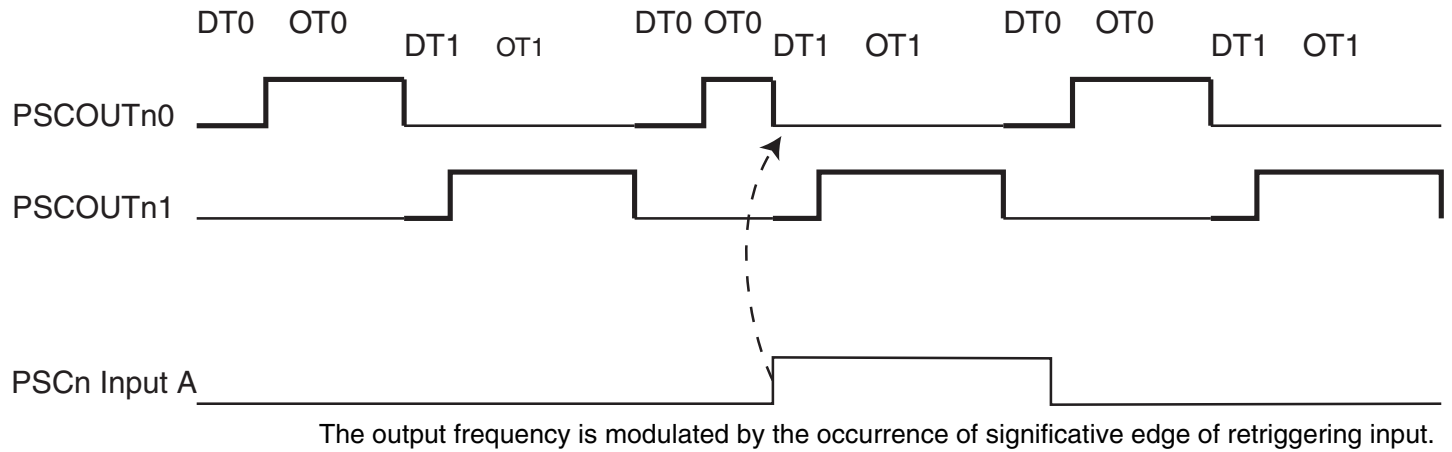 DT0 OT0 DT0 OT0 DT0 OT0
DT1 OT1 DT1 OT1 DT1 OT1
PSCOUTn0
PSCOUTn1
PSCn Input A
The output frequency is modulated by the occurrence of significative edge of retriggering input.